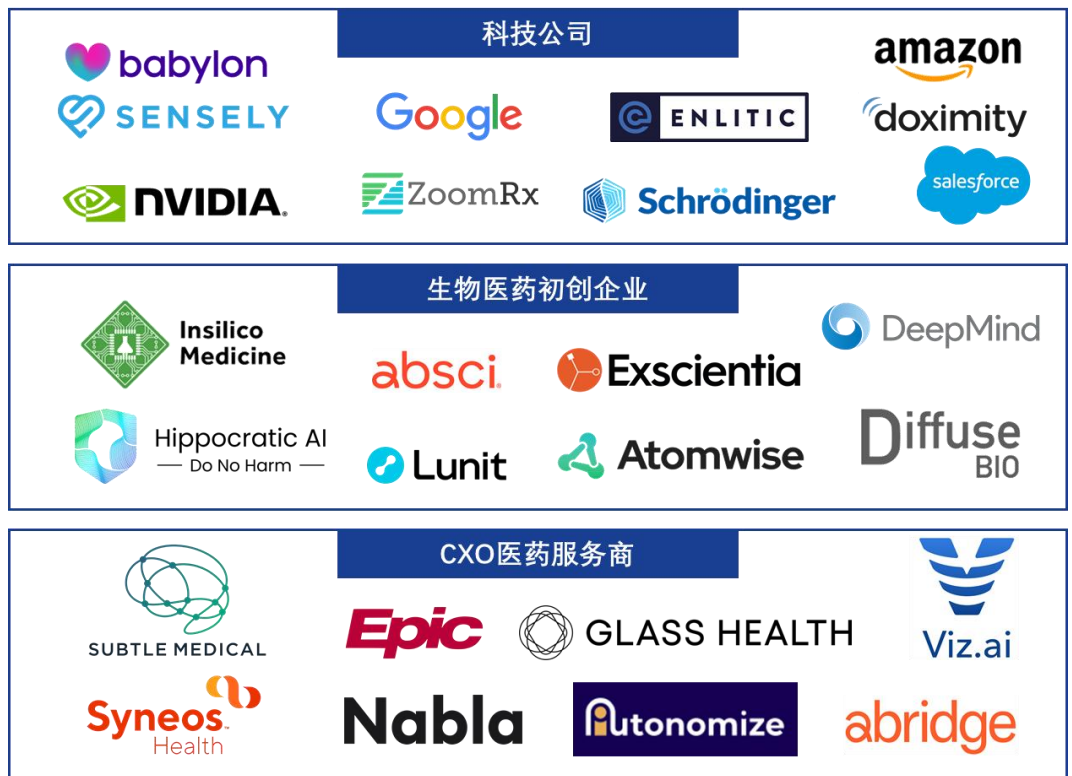 科技公司
babylon
SENSELY
Google
ENLITIC
amazon
doximity
NVIDIA.
ZoomRx
Schrödinger
salesforce
生物医药初创企业
Insilico
Medicine
absci
Exscientia
DeepMind
Hippocratic AI
Do No Harm
Lunit
Atomwise
Diffuse
BIO
CXO医药服务商
SUBTLE MEDICAL
Epic
GLASS HEALTH
Viz.ai
Syneos
Health
Nabla
Autonomize
abridge